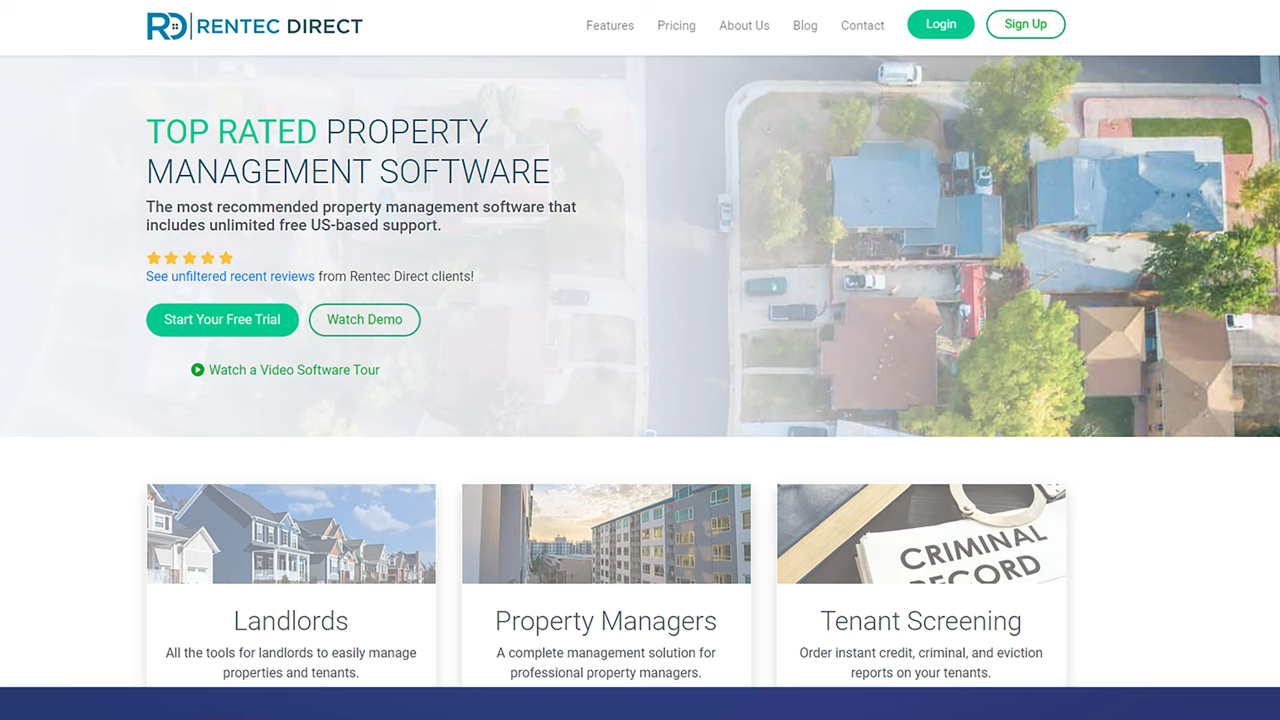 RD RENTEC DIRECT
Features Pricing About Us Blog Contact Login Sign Up
TOP RATED PROPERTY
MANAGEMENT SOFTWARE
The most recommended property management software that
includes unlimited free US-based support.
See unfiltered recent reviews from Rentec Direct clients!
Start Your Free Trial Watch Demo
Watch a Video Software Tour
CRIMINAL
RECORD
Landlords
All the tools for landlords to easily manage
properties and tenants.
Property Managers
A complete management solution for
professional property managers.
Tenant Screening
Order instant credit, criminal, and eviction
reports on your tenants.